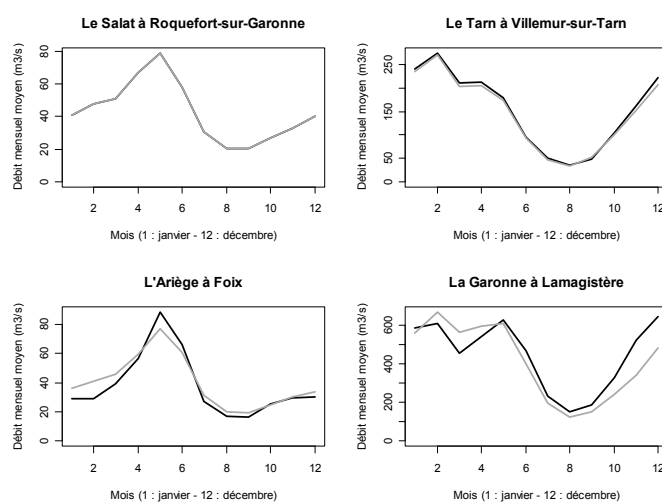 Le Salat à Roquefort-sur-Garonne
Débit mensuel moyen (m3/s)
0 20 40 60 80
2 4 6 8 10 12
Mois (1 : janvier - 12 : décembre)
Le Tarn à Villemur-sur-Tarn
Débit mensuel moyen (m3/s)
0 50 150 250
2 4 6 8 10 12
Mois (1 : janvier - 12 : décembre)
L'Ariège à Foix
Débit mensuel moyen (m3/s)
0 20 40 60 80
2 4 6 8 10 12
Mois (1 : janvier - 12 : décembre)
La Garonne à Lamagistère
Débit mensuel moyen (m3/s)
0 200 400 600
2 4 6 8 10 12
Mois (1 : janvier - 12 : décembre)